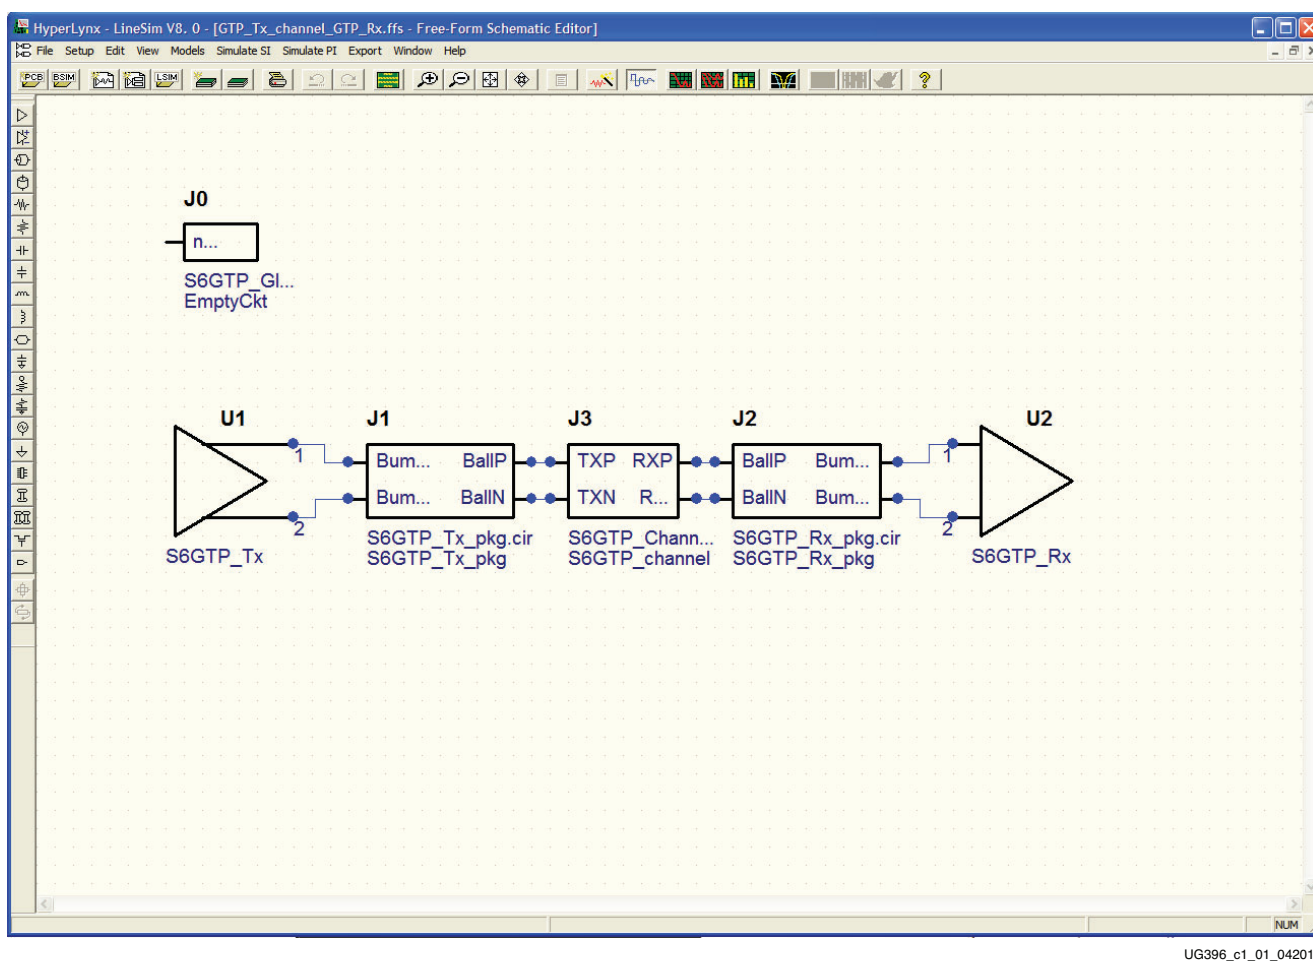 HyperLynx - LineSim V8. 0 - [GTP_Tx_channel_GTP_Rx.ffs - Free-Form Schematic Editor]
File Setup Edit View Models Simulate SI Simulate PI Export Window Help
PCB BSIM LSIM
J0
n...
S6GTP_Gl...
EmptyCkt
U1 J1 J3 J2 U2
1 Bum... BallP TXP RXP BallP Bum... 1
2 Bum... BallN TXN R... BallN Bum... 2
S6GTP_Tx S6GTP_Tx_pkg.cir S6GTP_Chann... S6GTP_Rx_pkg.cir S6GTP_Rx
S6GTP_Tx_pkg S6GTP_channel S6GTP_Rx_pkg
NUM
UG396_c1_01_04201